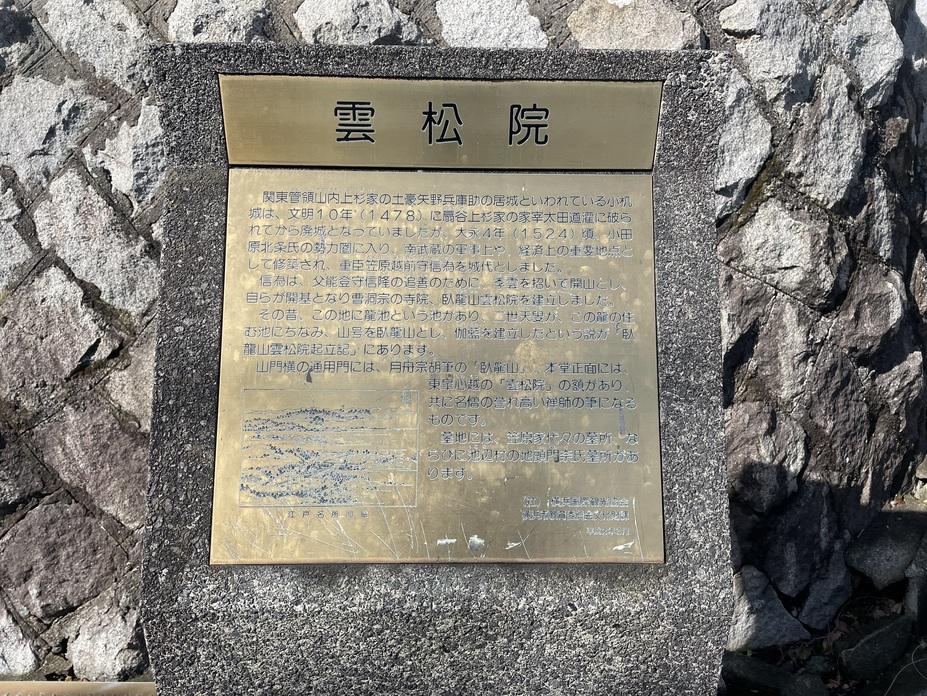 雲松院
関東管領山内上杉家の土豪矢野兵庫助の居城といわれている小机
城は、文明10年(1478)に扇谷上杉家の家宰太田道灌に破ら
れてから廃城となっていましたが、大永4年(1524)頃、小田
原北条氏の勢力圏に入り、南武蔵の軍事上や、経済上の重要地点と
して修築され、重臣笠原越前守信為を城代としました。
信為は、父能登守信隆の追善のために、季雲を招いて開山とし、
自らが開基となり曹洞宗の寺院、臥龍山雲松院を建立しました。
その昔、この地に龍池という池があり、二世天叟が、この龍の住
む池にちなみ、山号を臥龍山とし、伽藍を建立したという説が「臥
龍山雲松院起立記」にあります。
山門横の通用門には、月舟宗胡筆の「臥龍山」、本堂正面には、
東皐心越の「雲松院」の額があり、
共に名僧の誉れ高い禅師の筆になる
ものです。
墓地には、笠原家代々の墓所、な
らびに池辺村の地頭門奈氏墓所があ
ります。
江戸名所図会